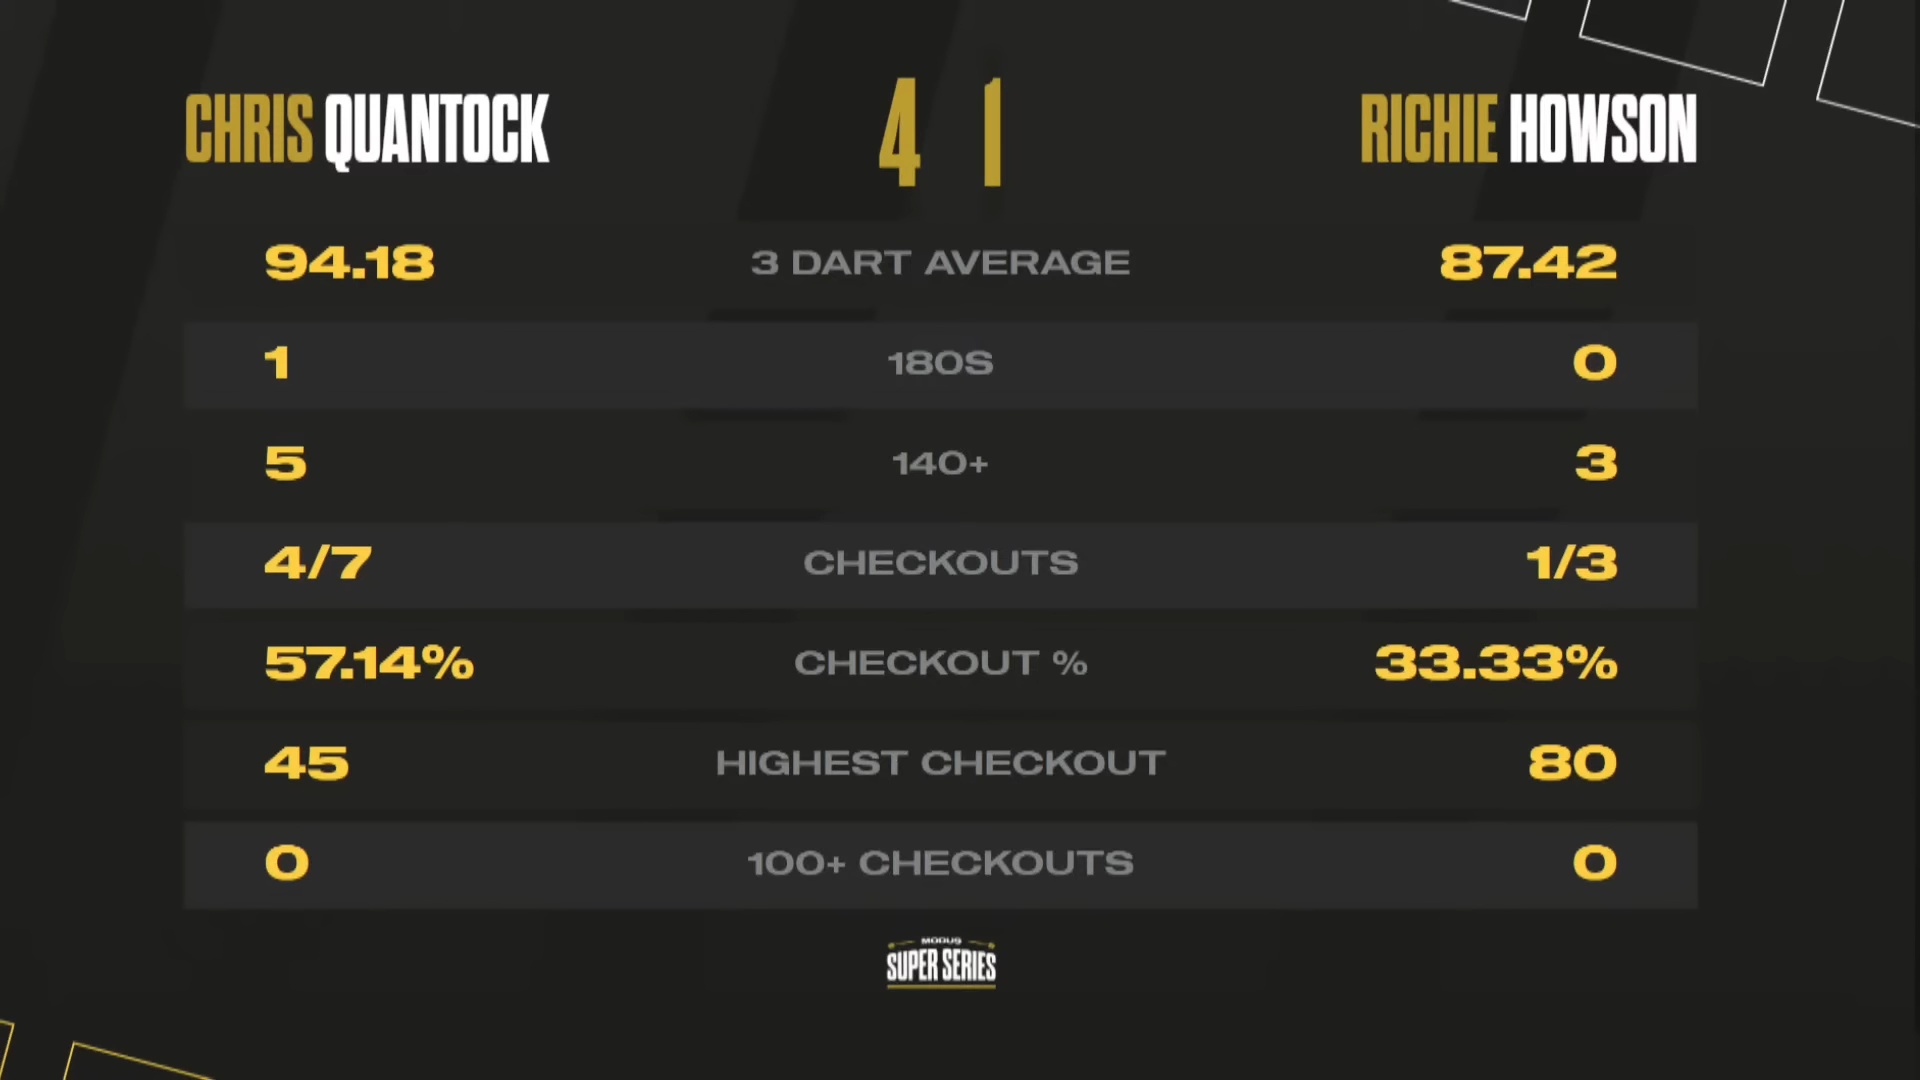 CHRIS QUANTOCK 4 1 RICHIE HOWSON
94.18 3 DART AVERAGE 87.42
1 180S 0
5 140+ 3
4/7 CHECKOUTS 1/3
57.14% CHECKOUT % 33.33%
45 HIGHEST CHECKOUT 80
0 100+ CHECKOUTS 0
MODUS
SUPER SERIES